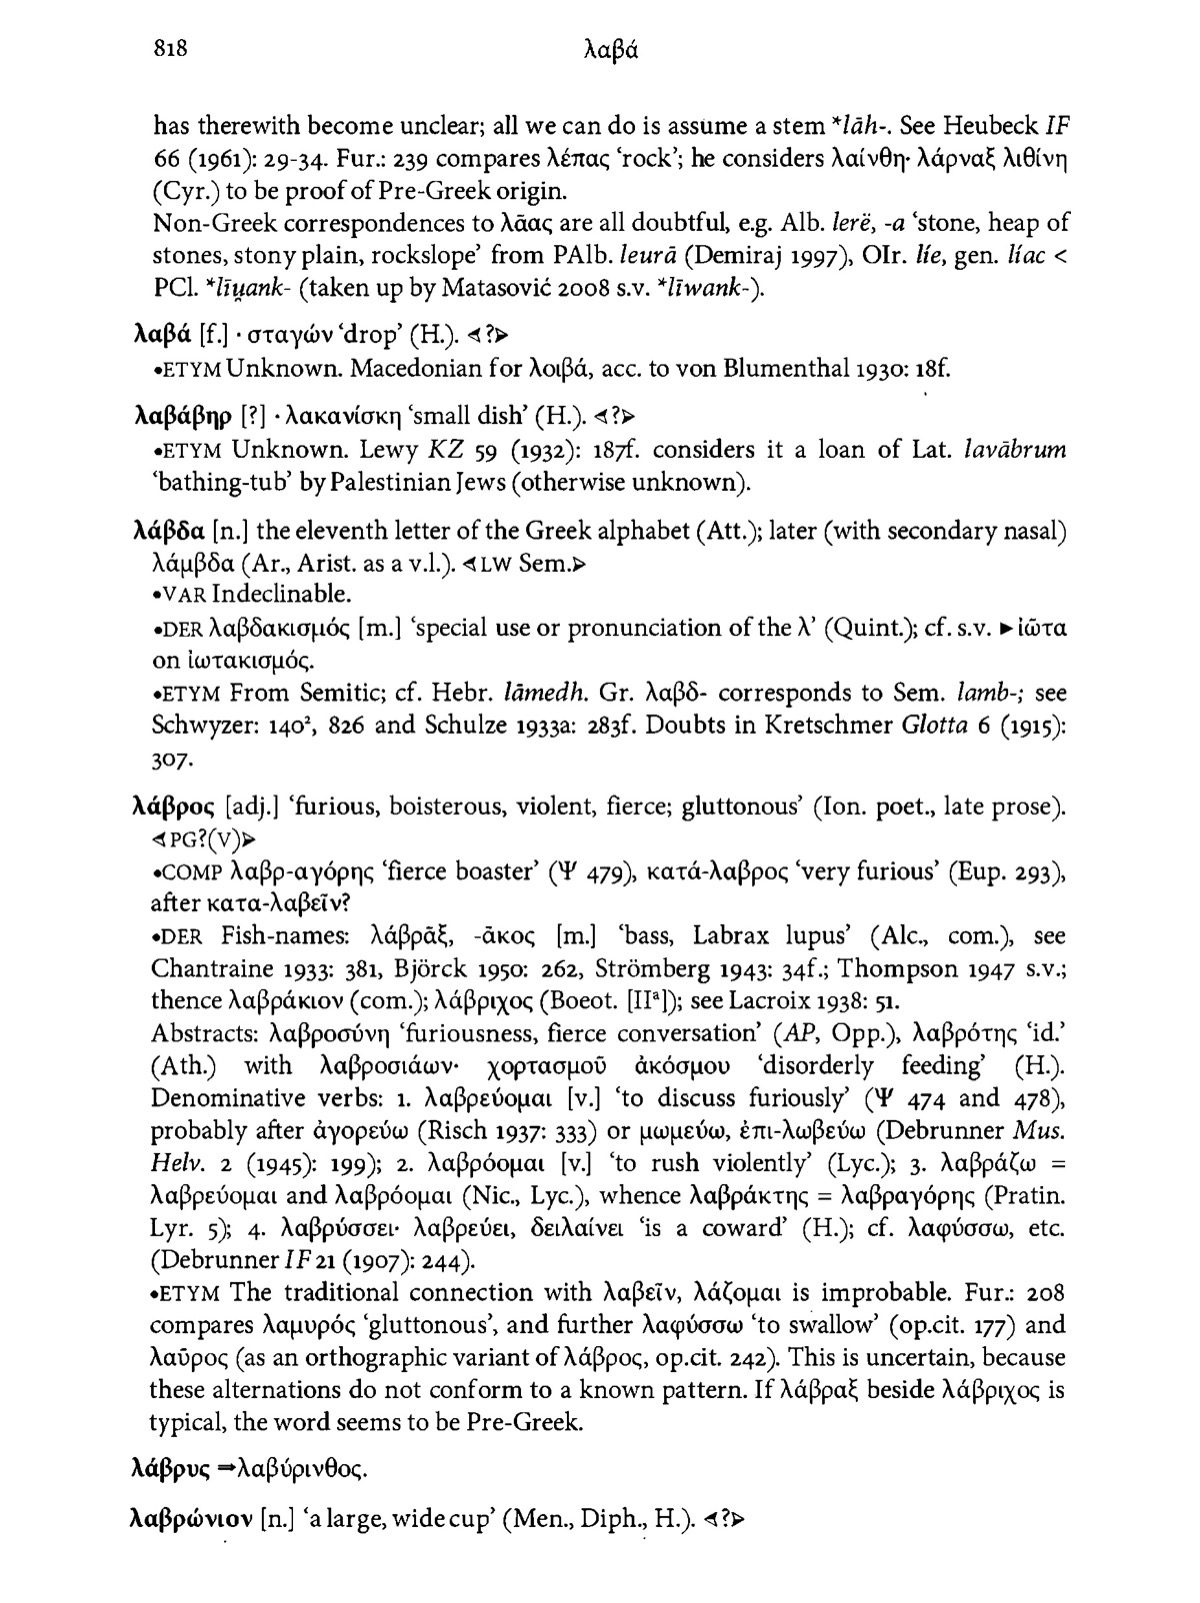 818
λαβά
has therewith become unclear; all we can do is assume a stem *lāh-. See Heubeck IF
66 (1961): 29-34. Fur.: 239 compares λέπας ‘rock’; he considers λαίνθη· λάρναξ λιθίνη
(Cyr.) to be proof of Pre-Greek origin.
Non-Greek correspondences to λᾶας are all doubtful, e.g. Alb. lerë, -a ‘stone, heap of
stones, stony plain, rockslope’ from PAlb. leurā (Demiraj 1997), OIr. líe, gen. líac <
PCl. *līu̯ank- (taken up by Matasović 2008 s.v. *līwank-).
λαβά [f.] · σταγών ‘drop’ (H.). ◁?▷
•ETYM Unknown. Macedonian for λοιβά, acc. to von Blumenthal 1930: 18f.
λαβάβηρ [?] · λακανίσκη ‘small dish’ (H.). ◁?▷
•ETYM Unknown. Lewy KZ 59 (1932): 187f. considers it a loan of Lat. lavābrum
‘bathing-tub’ by Palestinian Jews (otherwise unknown).
λάβδα [n.] the eleventh letter of the Greek alphabet (Att.); later (with secondary nasal)
λάμβδα (Ar., Arist. as a v.l.). ◁LW Sem.▷
•VAR Indeclinable.
•DER λαβδακισμός [m.] ‘special use or pronunciation of the λ’ (Quint.); cf. s.v. ►ἰῶτα
on ἰωτακισμός.
•ETYM From Semitic; cf. Hebr. lāmedh. Gr. λαβδ- corresponds to Sem. lamb-; see
Schwyzer: 140², 826 and Schulze 1933a: 283f. Doubts in Kretschmer Glotta 6 (1915):
307.
λάβρος [adj.] ‘furious, boisterous, violent, fierce; gluttonous’ (Ion. poet., late prose).
◁PG?(V)▷
•COMP λαβρ-αγόρης ‘fierce boaster’ (Ψ 479), κατά-λαβρος ‘very furious’ (Eup. 293),
after κατα-λαβεῖν?
•DER Fish-names: λάβρᾱξ, -ᾱκος [m.] ‘bass, Labrax lupus’ (Alc., com.), see
Chantraine 1933: 381, Björck 1950: 262, Strömberg 1943: 34f.; Thompson 1947 s.v.;
thence λαβράκιον (com.); λάβριχος (Boeot. [IIᵃ]); see Lacroix 1938: 51.
Abstracts: λαβροσύνη ‘furiousness, fierce conversation’ (AP, Opp.), λαβρότης ‘id.’
(Ath.) with λαβροσιάων· χορτασμοῦ ἀκόσμου ‘disorderly feeding’ (H.).
Denominative verbs: 1. λαβρεύομαι [v.] ‘to discuss furiously’ (Ψ 474 and 478),
probably after ἀγορεύω (Risch 1937: 333) or μωμεύω, ἐπι-λωβεύω (Debrunner Mus.
Helv. 2 (1945): 199); 2. λαβρόομαι [v.] ‘to rush violently’ (Lyc.); 3. λαβράζω =
λαβρεύομαι and λαβρόομαι (Nic., Lyc.), whence λαβράκτης = λαβραγόρης (Pratin.
Lyr. 5); 4. λαβρύσσει· λαβρεύει, δειλαίνει ‘is a coward’ (H.); cf. λαφύσσω, etc.
(Debrunner IF 21 (1907): 244).
•ETYM The traditional connection with λαβεῖν, λάζομαι is improbable. Fur.: 208
compares λαμυρός ‘gluttonous’, and further λαφύσσω ‘to swallow’ (op.cit. 177) and
λαῦρος (as an orthographic variant of λάβρος, op.cit. 242). This is uncertain, because
these alternations do not conform to a known pattern. If λάβραξ beside λάβριχος is
typical, the word seems to be Pre-Greek.
λάβρυς ⇒λαβύρινθος.
λαβρώνιον [n.] ‘a large, wide cup’ (Men., Diph., H.). ◁?▷